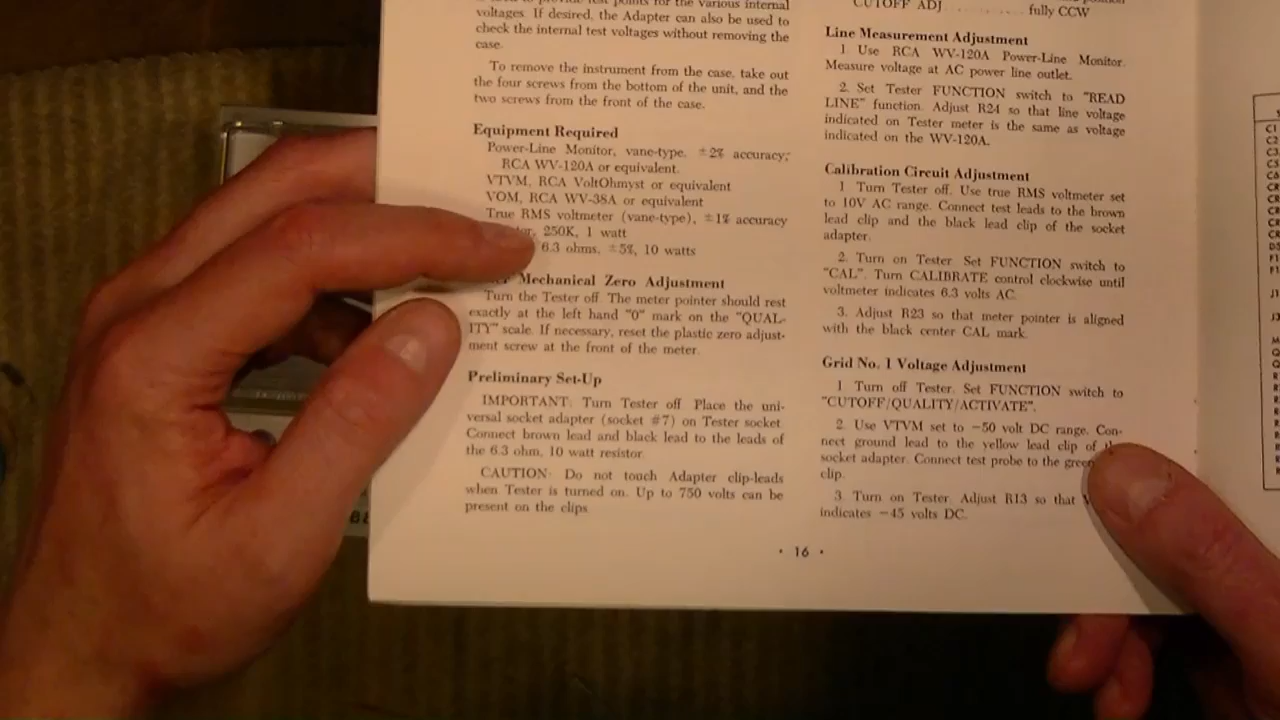 voltages. If desired, the Adapter can also be used to
check the internal test voltages without removing the
case.
To remove the instrument from the case, take out
the four screws from the bottom of the unit, and the
two screws from the front of the case.
Equipment Required
Power-Line Monitor, vane-type, ±2% accuracy;
RCA WV-120A or equivalent.
VTVM, RCA VoltOhmyst or equivalent
VOM, RCA WV-38A or equivalent
True RMS voltmeter (vane-type), ±1% accuracy
250K, 1 watt
6.3 ohms, ±5%, 10 watts
Mechanical Zero Adjustment
Turn the Tester off. The meter pointer should rest
exactly at the left hand "0" mark on the "QUAL-
ITY" scale. If necessary, reset the plastic zero adjust-
ment screw at the front of the meter.
Preliminary Set-Up
IMPORTANT: Turn Tester off Place the uni-
versal socket adapter (socket #7) on Tester socket
Connect brown lead and black lead to the leads of
the 6.3 ohm, 10 watt resistor.
CAUTION: Do not touch Adapter clip-leads
when Tester is turned on. Up to 750 volts can be
present on the clips.
CUTOFF ADJ ........... fully CCW
Line Measurement Adjustment
1. Use RCA WV-120A Power-Line Monitor.
Measure voltage at AC power line outlet.
2. Set Tester FUNCTION switch to "READ
LINE" function. Adjust R24 so that line voltage
indicated on Tester meter is the same as voltage
indicated on the WV-120A.
Calibration Circuit Adjustment
1 Turn Tester off. Use true RMS voltmeter set
to 10V AC range. Connect test leads to the brown
lead clip and the black lead clip of the socket
adapter.
2. Turn on Tester. Set FUNCTION switch to
"CAL". Turn CALIBRATE control clockwise until
voltmeter indicates 6.3 volts AC.
3. Adjust R23 so that meter pointer is aligned
with the black center CAL mark.
Grid No. 1 Voltage Adjustment
1 Turn off Tester. Set FUNCTION switch to
"CUTOFF/QUALITY/ACTIVATE".
2. Use VTVM set to −50 volt DC range. Con-
nect ground lead to the yellow lead clip of
socket adapter. Connect test probe to the green
clip.
3. Turn on Tester. Adjust R13 so that
indicates −45 volts DC.
· 16 ·